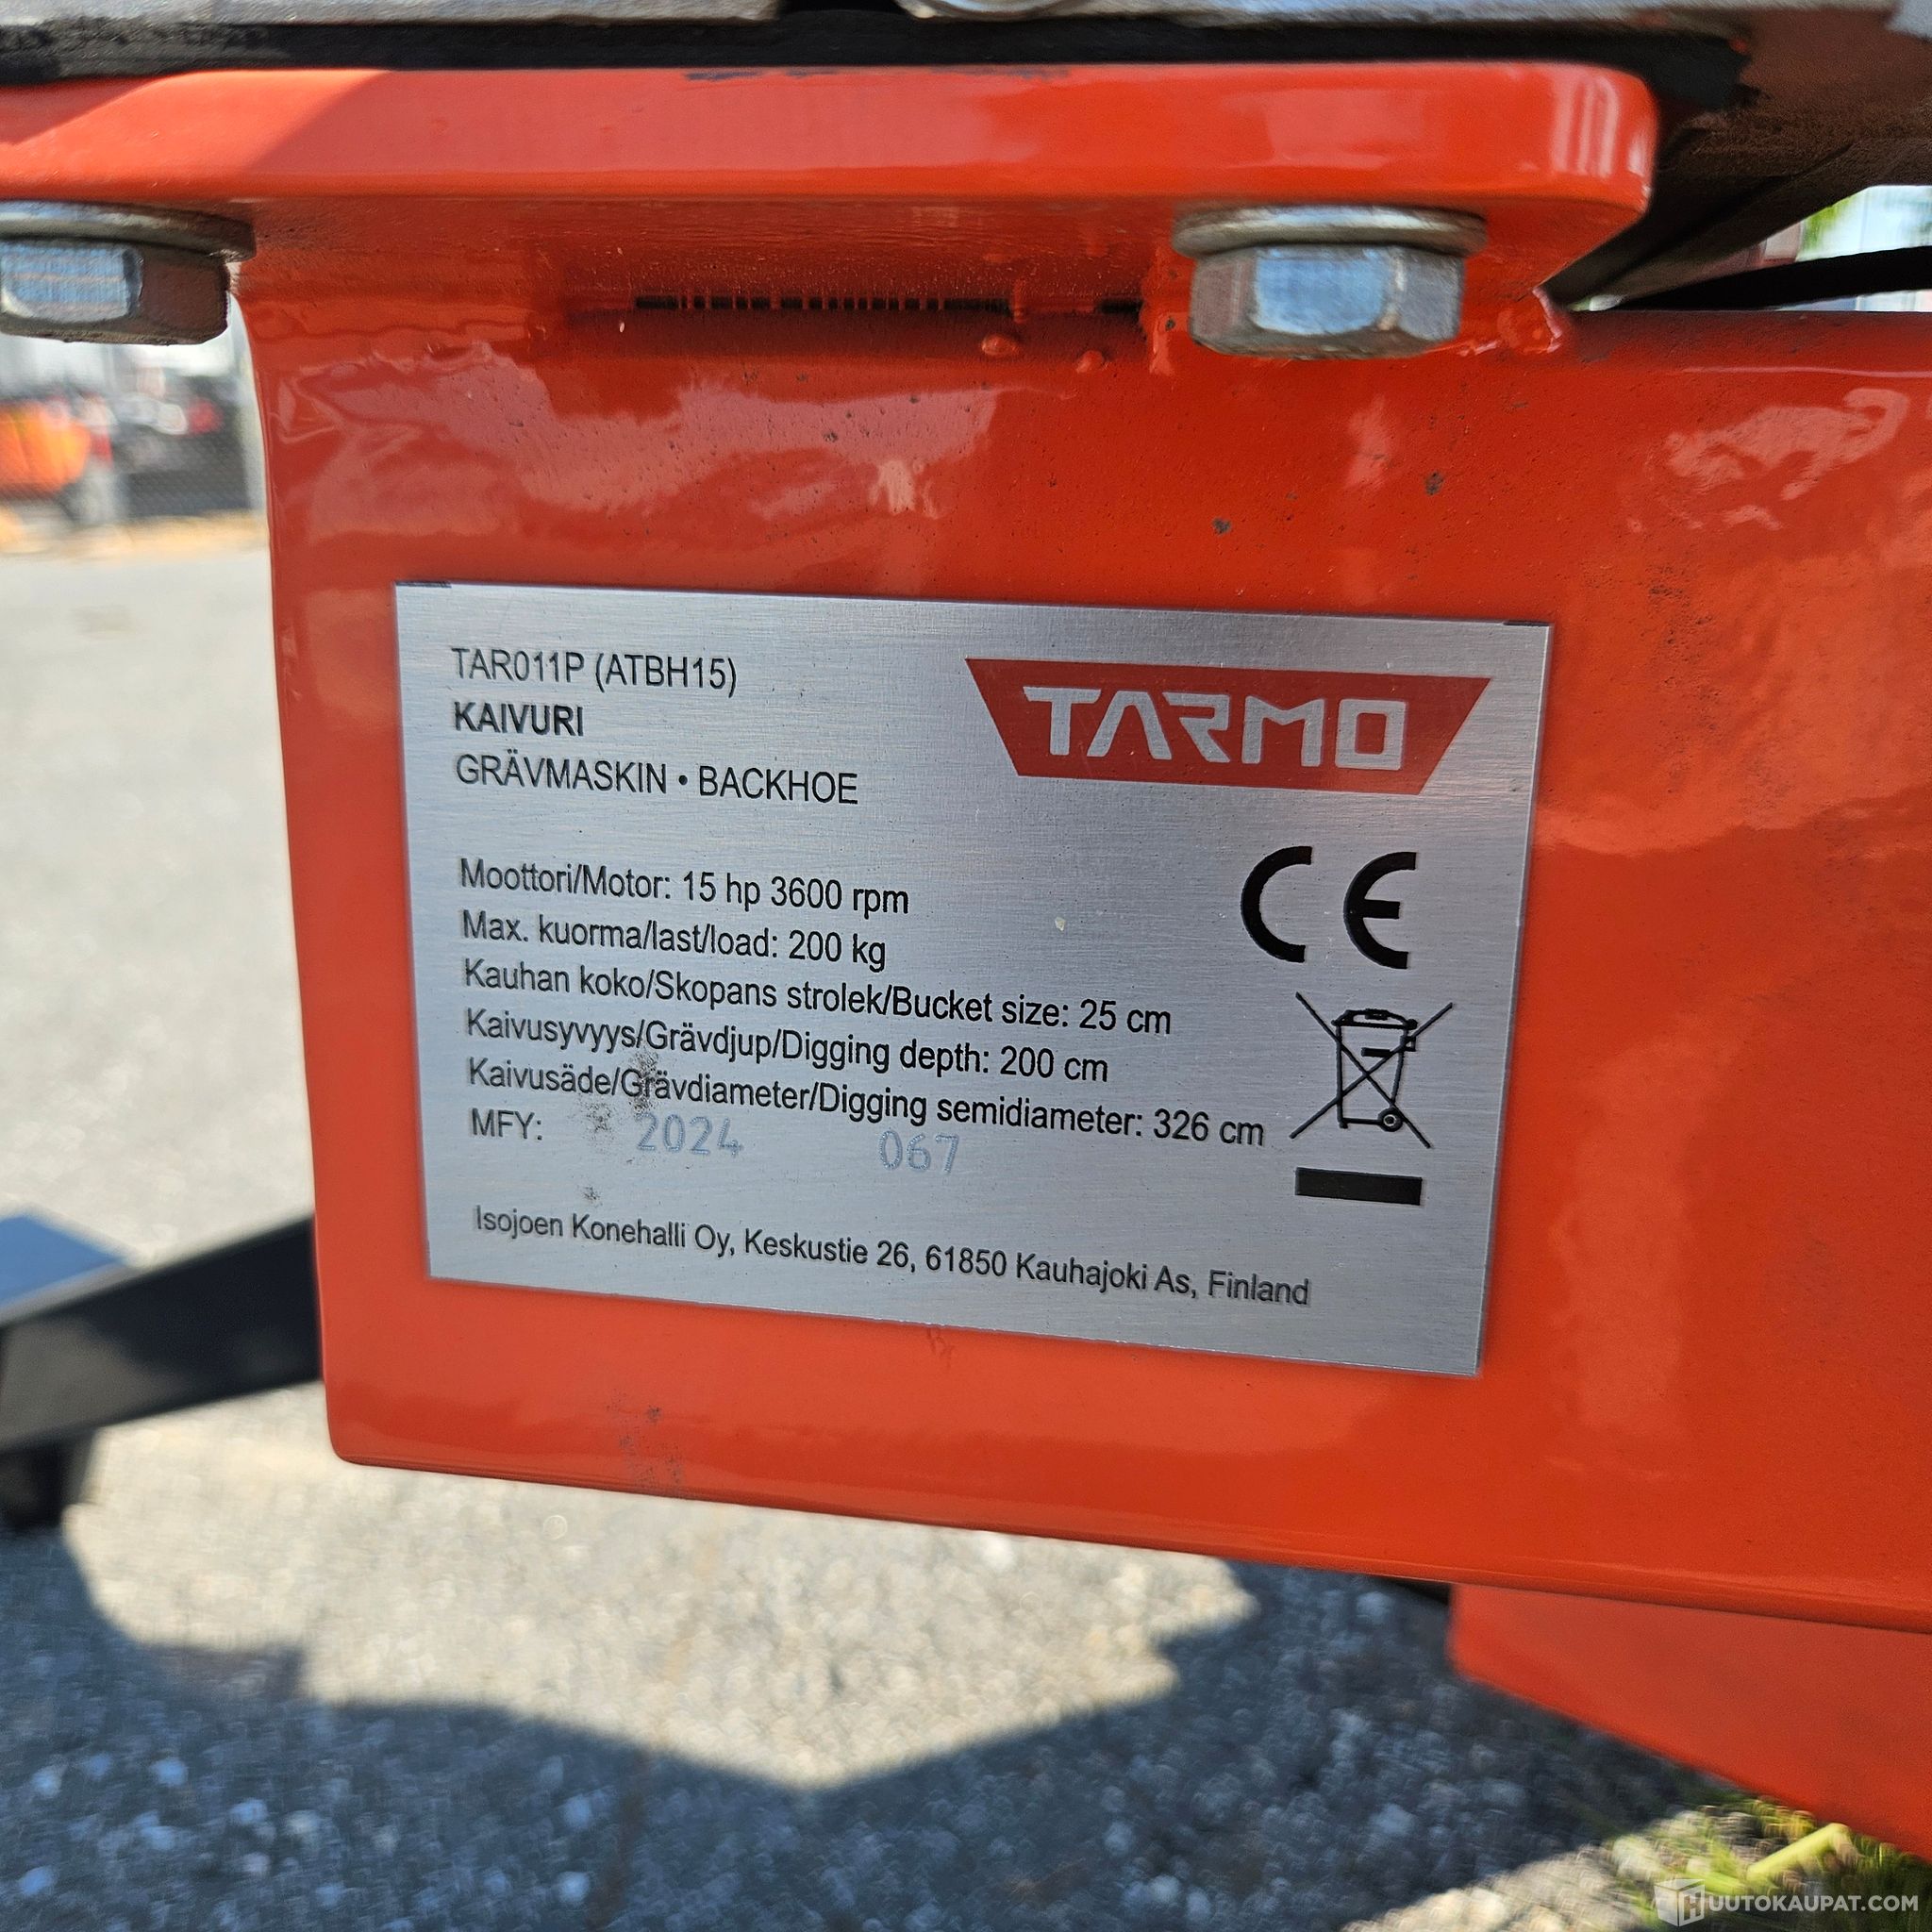 TAR011P (ATBH15)
KAIVURI
GRÄVMASKIN • BACKHOE
TARMO
CE
Moottori/Motor: 15 hp 3600 rpm
Max. kuorma/last/load: 200 kg
Kauhan koko/Skopans strolek/Bucket size: 25 cm
Kaivusyvyys/Grävdjup/Digging depth: 200 cm
Kaivusäde/Grävdiameter/Digging semidiameter: 326 cm
MFY: 2024 067
Isojoen Konehalli Oy, Keskustie 26, 61850 Kauhajoki As, Finland
HUUTOKAUPAT.COM